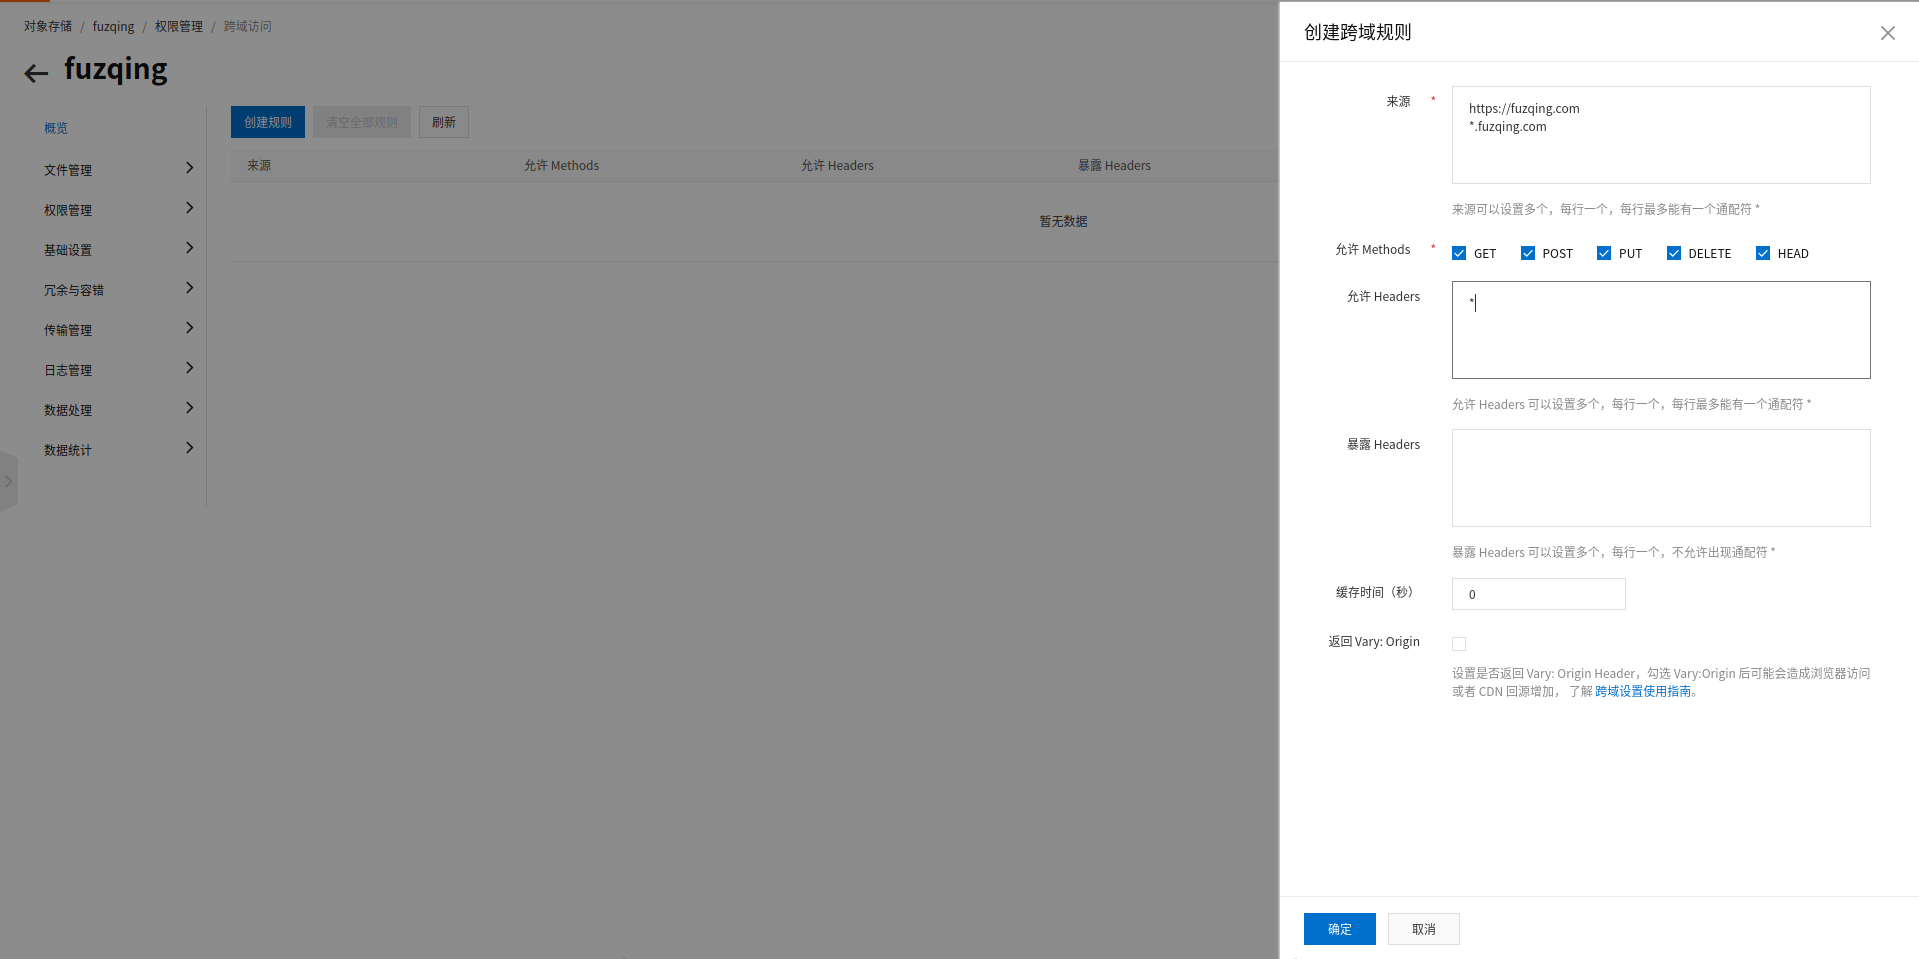 对象存储 / fuzqing / 权限管理 / 跨域访问
fuzqing
概览
文件管理
权限管理
基础设置
冗余与容错
传输管理
日志管理
数据处理
数据统计
创建规则 清空全部规则 刷新
来源 允许 Methods 允许 Headers 暴露 Headers
暂无数据
创建跨域规则
来源 *
https://fuzqing.com
*.fuzqing.com
来源可以设置多个，每行一个，每行最多能有一个通配符 *
允许 Methods * GET POST PUT DELETE HEAD
允许 Headers
*
允许 Headers 可以设置多个，每行一个，每行最多能有一个通配符 *
暴露 Headers
暴露 Headers 可以设置多个，每行一个，不允许出现通配符 *
缓存时间（秒） 0
返回 Vary: Origin
设置是否返回 Vary: Origin Header，勾选 Vary:Origin 后可能会造成浏览器访问
或者 CDN 回源增加， 了解 跨域设置使用指南。
确定 取消